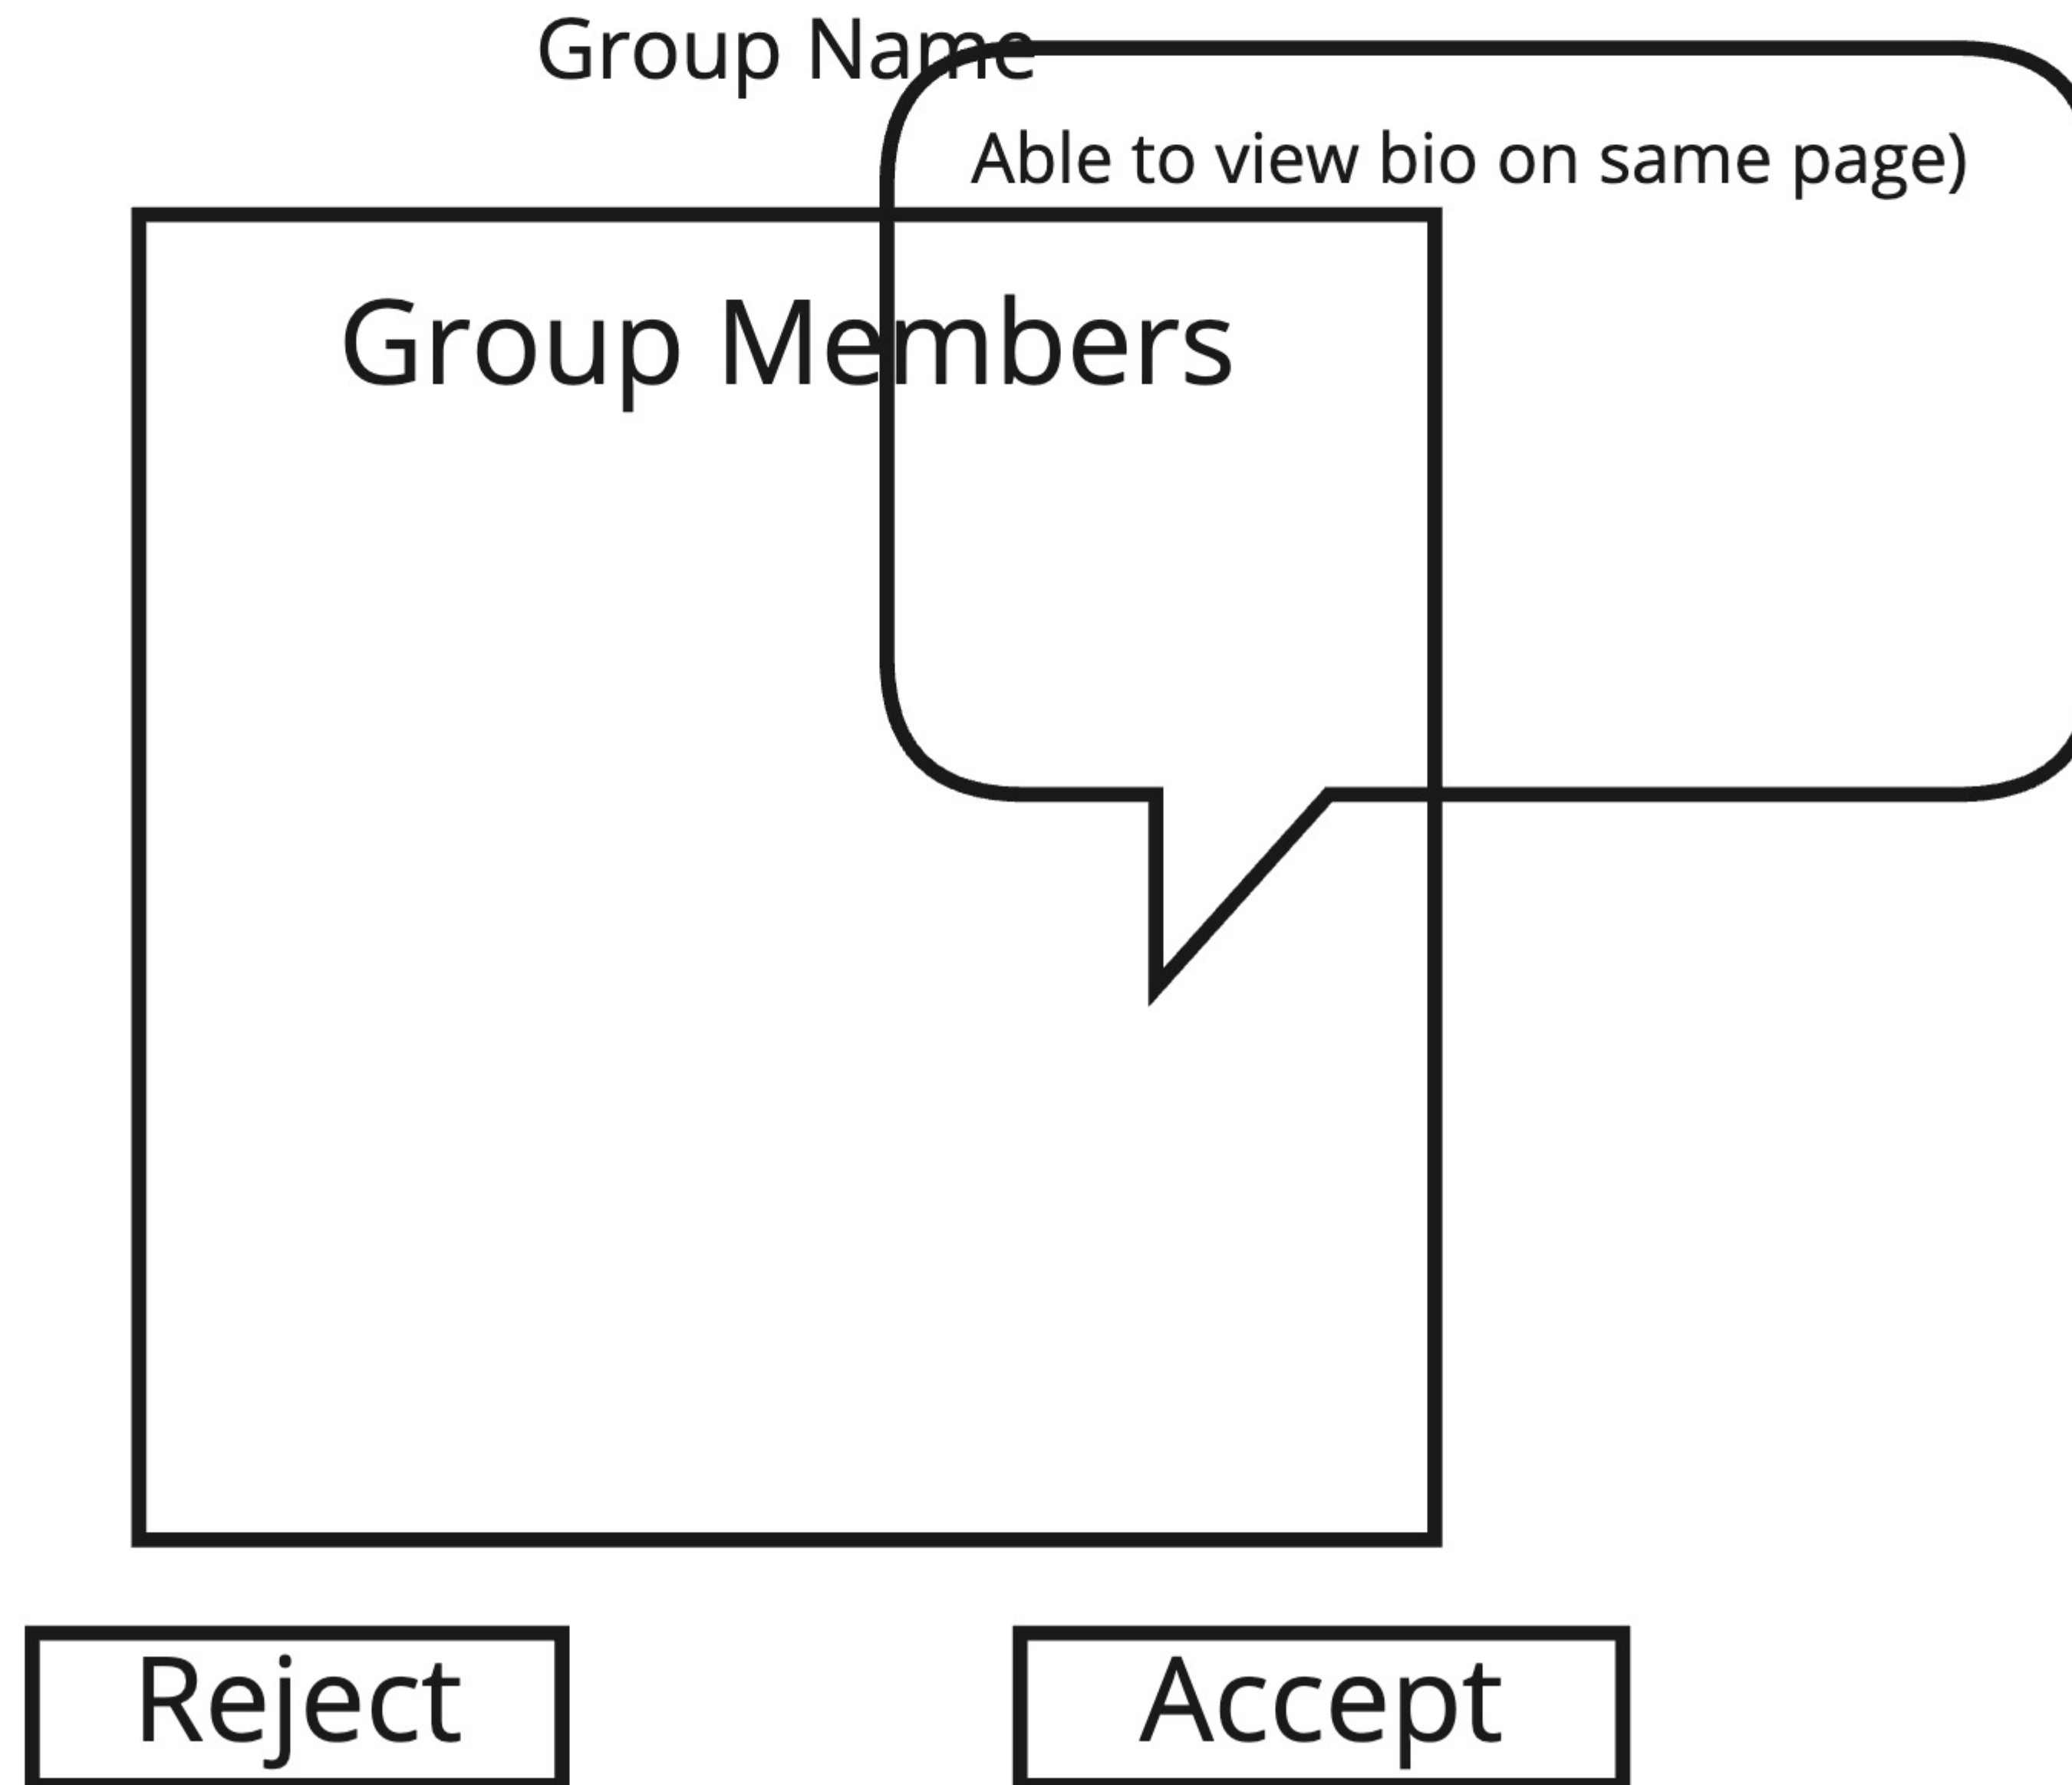 Group Name
Able to view bio on same page)
Group Members
Reject
Accept